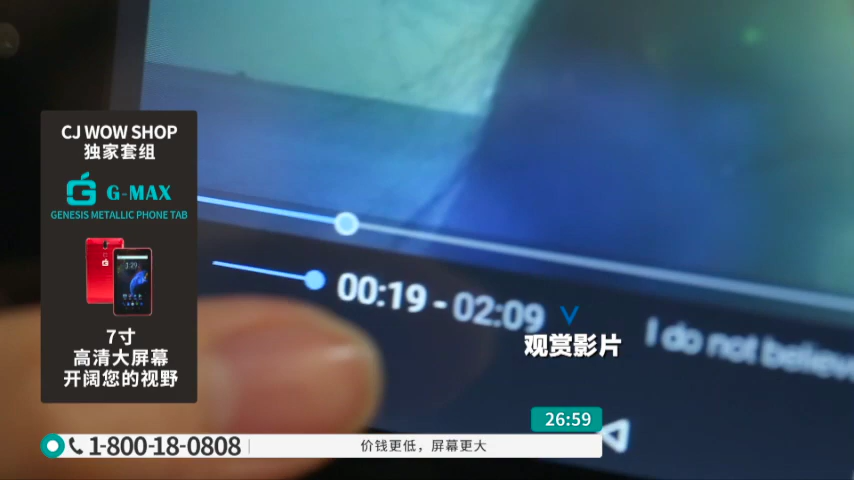 CJ WOW SHOP
独家套组
G-MAX
GENESIS METALLIC PHONE TAB
7寸
高清大屏幕
开阔您的视野
00:19 - 02:09
I do not believ
观赏影片
26:59
1-800-18-0808
价钱更低，屏幕更大